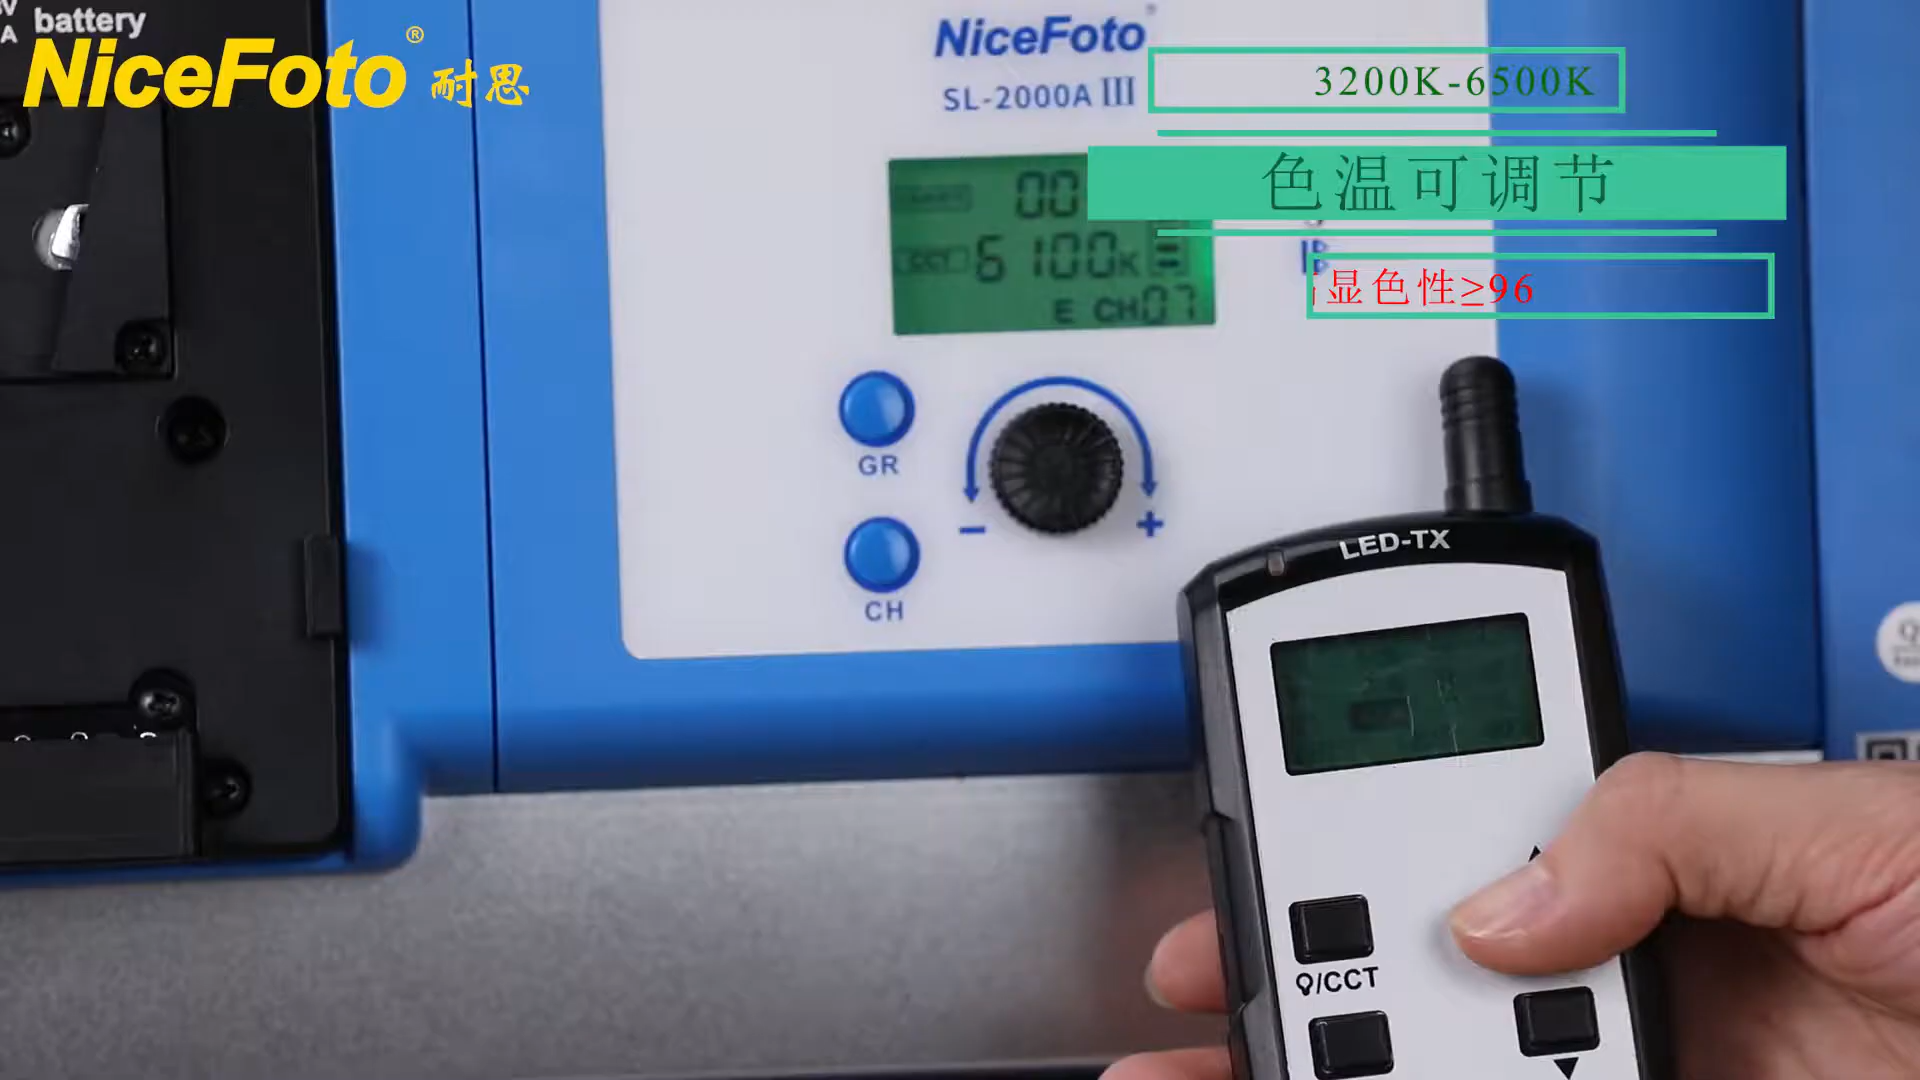 battery
NiceFoto® 耐思
NiceFoto
SL-2000A III
3200K-6500K
色温可调节
显色性≥96
00
CCT 6100K
E CH07
GR
CH
− +
LED-TX
/CCT